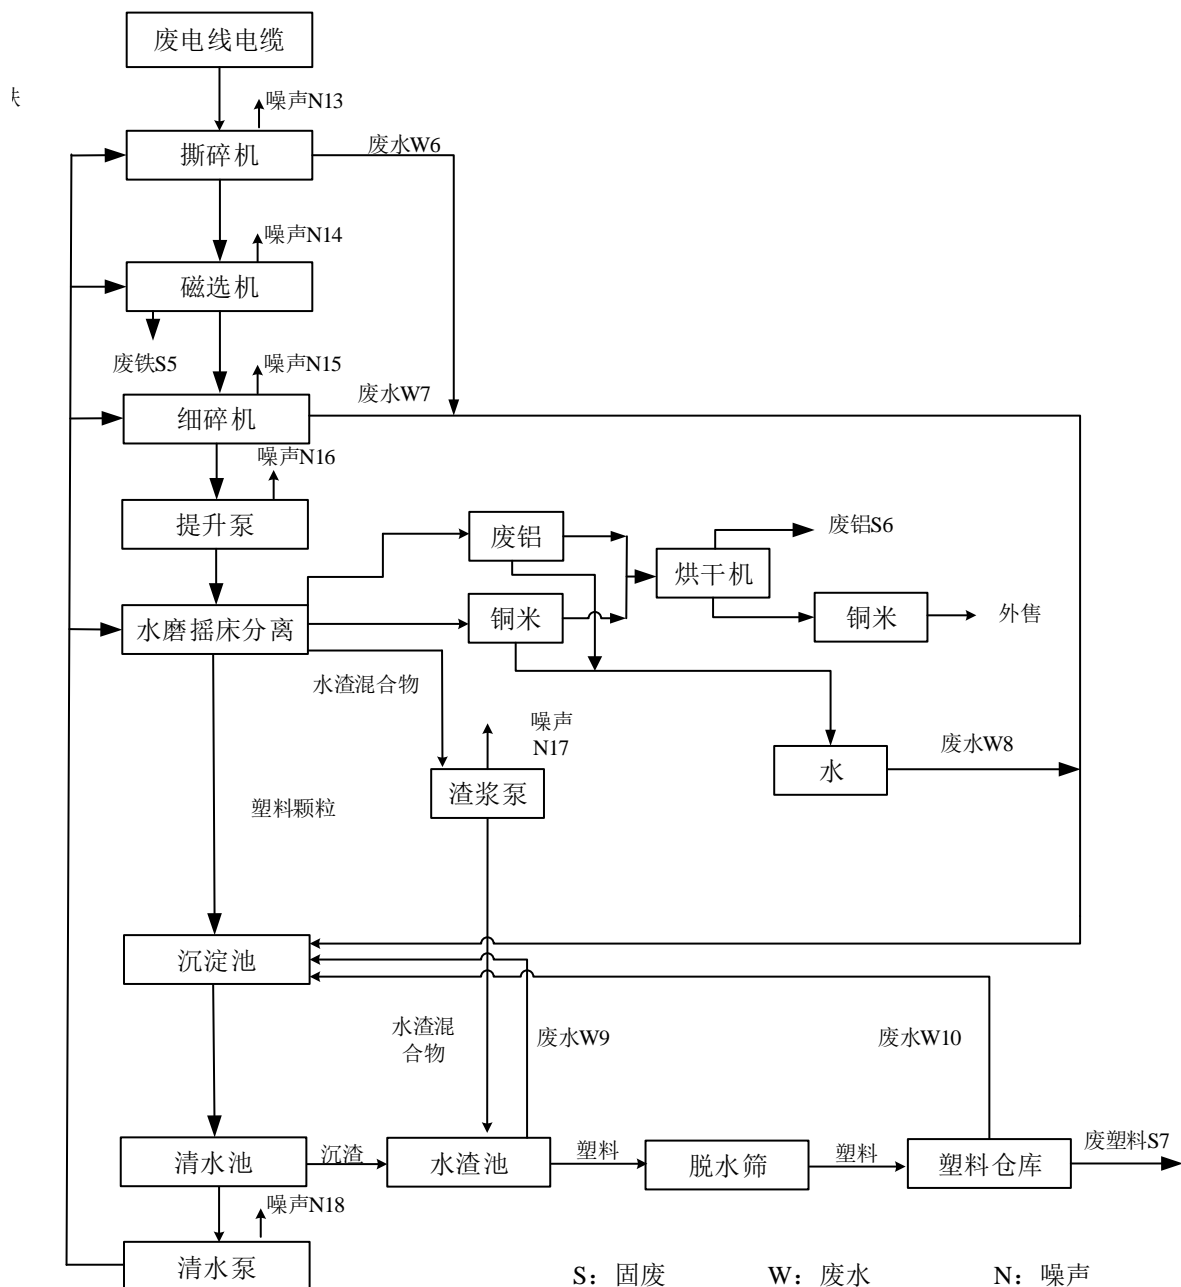 废电线电缆
噪声N13
撕碎机
废水W6
噪声N14
磁选机
废铁S5
噪声N15
废水W7
细碎机
噪声N16
提升泵
废铝
废铝S6
烘干机
水磨摇床分离
铜米
铜米
外售
水渣混合物
噪声
N17
废水W8
水
渣浆泵
塑料颗粒
沉淀池
水渣混
合物
废水W9
废水W10
清水池
沉渣
水渣池
塑料
脱水筛
塑料
塑料仓库
废塑料S7
噪声N18
清水泵
S：固废
W：废水
N：噪声